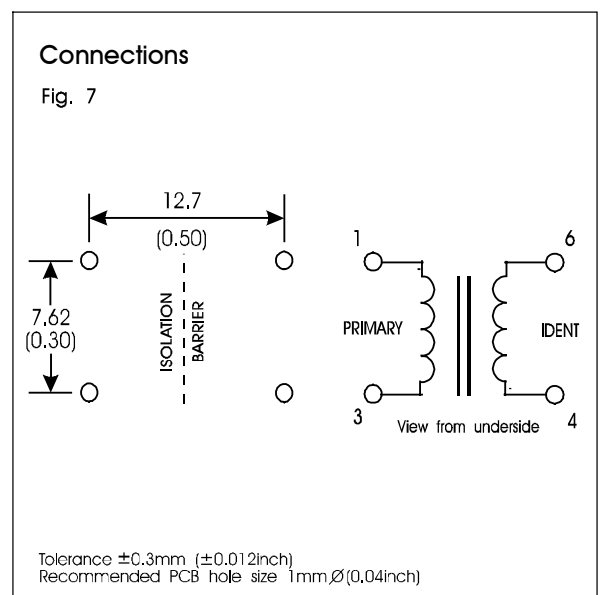 Connections
Fig. 7
12.7
(0.50)
7.62
(0.30)
ISOLATION
BARRIER
1
6
PRIMARY
IDENT
3
4
View from underside
Tolerance ±0.3mm (±0.012inch)
Recommended PCB hole size 1mmØ(0.04inch)